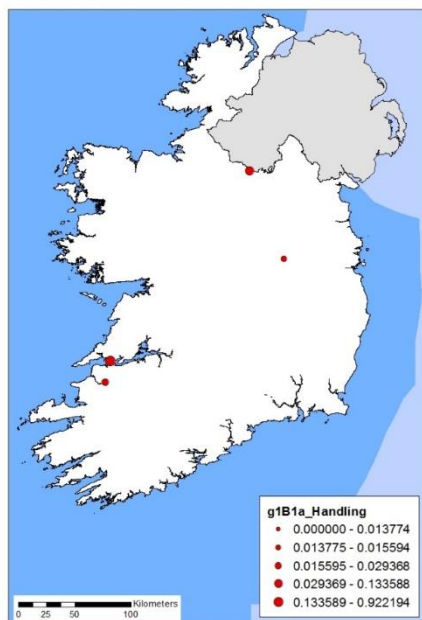 g1B1a_Handling
0.000000 - 0.013774
0.013775 - 0.015594
0.015595 - 0.029368
0.029369 - 0.133588
0.133589 - 0.922194
Kilometers
0 25 50 100